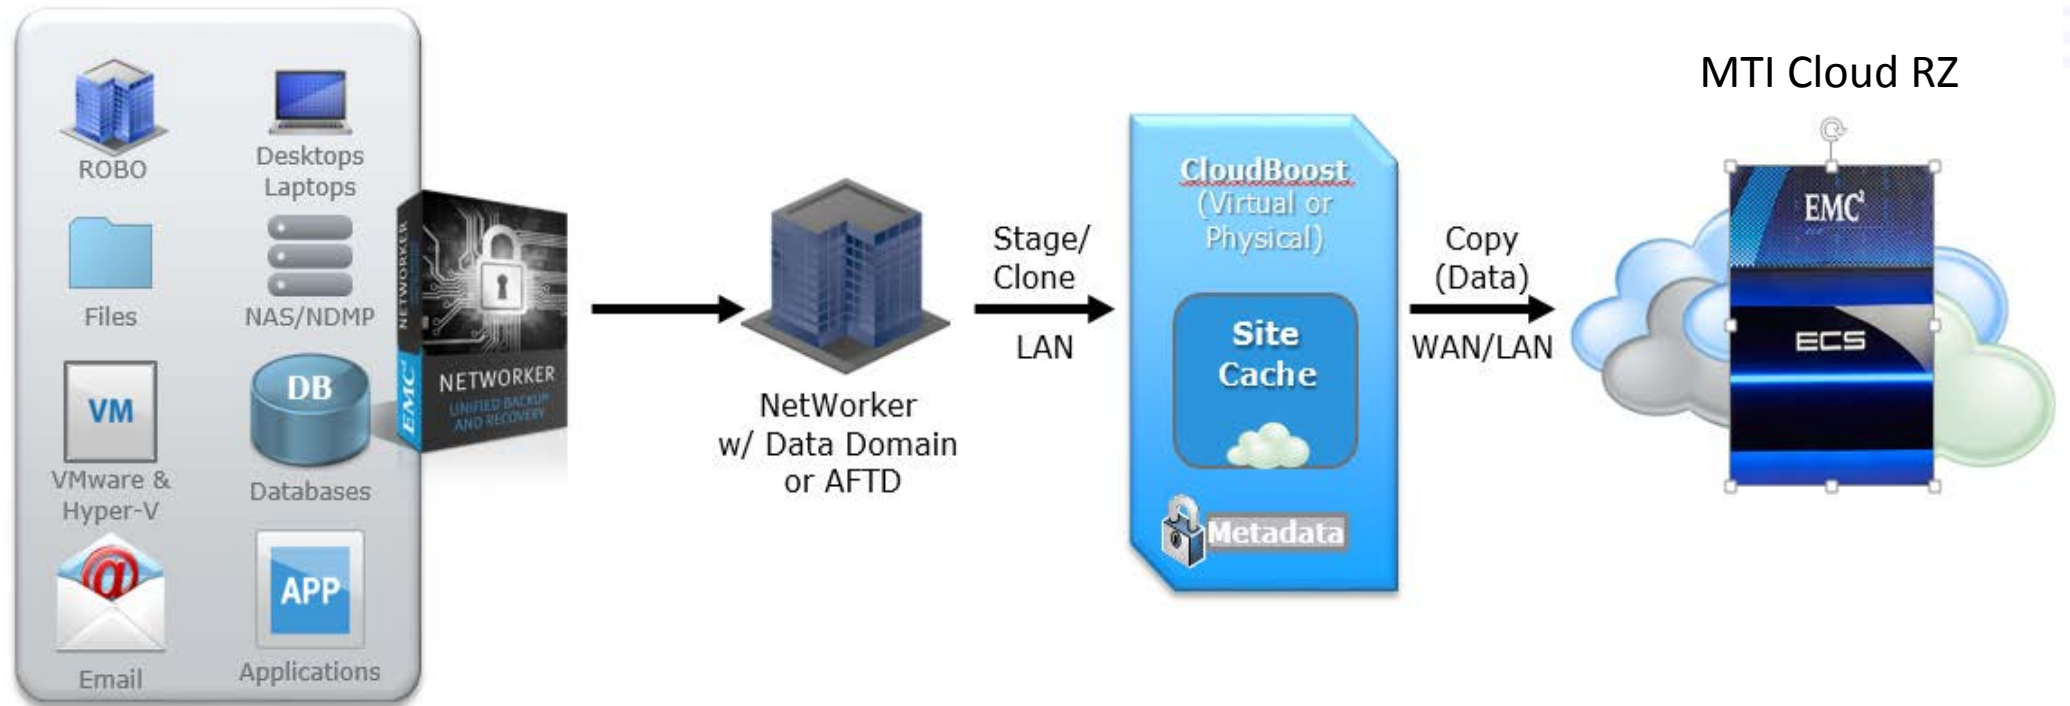 MTI Cloud RZ
ROBO
Desktops
Laptops
Files
NAS/NDMP
VM
VMware &
Hyper-V
DB
Databases
@
Email
APP
Applications
NETWORKER
EMC²
NETWORKER
UNIFIED BACKUP
AND RECOVERY
NetWorker
w/ Data Domain
or AFTD
Stage/
Clone
LAN
CloudBoost
(Virtual or
Physical)
Site
Cache
Metadata
Copy
(Data)
WAN/LAN
EMC²
ECS